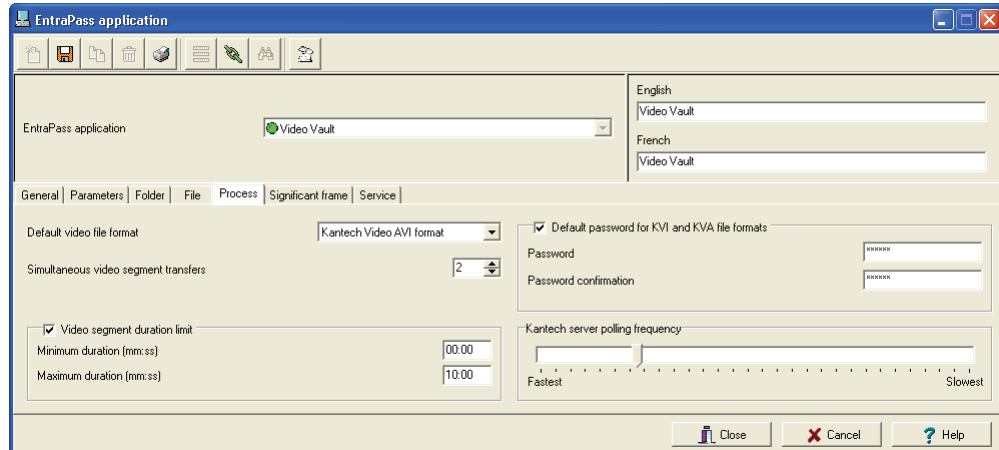 EntraPass application
English
Video Vault
EntraPass application
Video Vault
French
Video Vault
General
Parameters
Folder
File
Process
Significant frame
Service
Default video file format
Kantech Video AVI format
Simultaneous video segment transfers
2
Default password for KVI and KVA file formats
Password
******
Password confirmation
******
Video segment duration limit
Minimum duration (mm:ss)
00:00
Maximum duration (mm:ss)
10:00
Kantech server polling frequency
Fastest
Slowest
Close
Cancel
Help